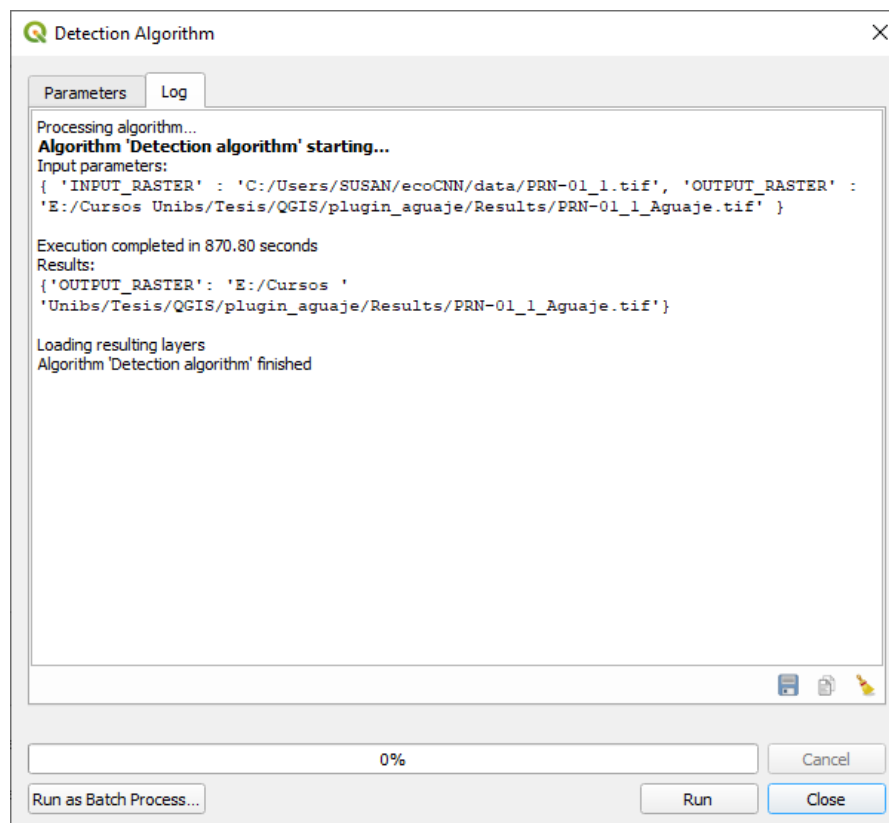 Detection Algorithm
Parameters
Log
Processing algorithm...
Algorithm 'Detection algorithm' starting...
Input parameters:
{ 'INPUT_RASTER' : 'C:/Users/SUSAN/ecoCNN/data/PRN-01_1.tif', 'OUTPUT_RASTER' :
'E:/Cursos Unibs/Tesis/QGIS/plugin_aguaje/Results/PRN-01_1_Aguaje.tif' }
Execution completed in 870.80 seconds
Results:
{'OUTPUT_RASTER': 'E:/Cursos '
'Unibs/Tesis/QGIS/plugin_aguaje/Results/PRN-01_1_Aguaje.tif'}
Loading resulting layers
Algorithm 'Detection algorithm' finished
0%
Cancel
Run as Batch Process...
Run
Close